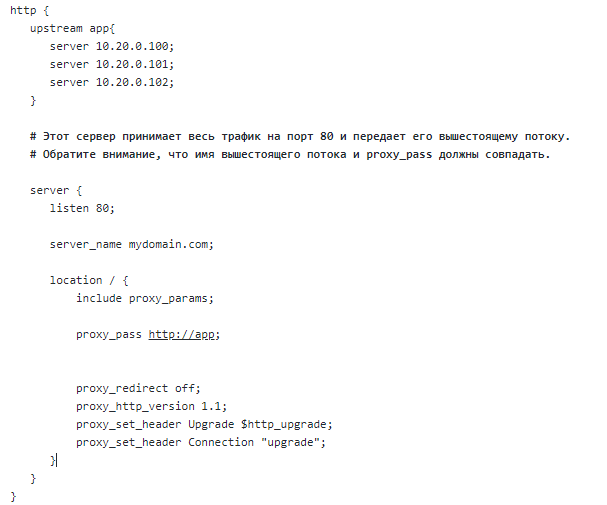 http {
upstream app{
server 10.20.0.100;
server 10.20.0.101;
server 10.20.0.102;
}
# Этот сервер принимает весь трафик на порт 80 и передает его вышестоящему потоку.
# Обратите внимание, что имя вышестоящего потока и proxy_pass должны совпадать.
server {
listen 80;
server_name mydomain.com;
location / {
include proxy_params;
proxy_pass http://app;
proxy_redirect off;
proxy_http_version 1.1;
proxy_set_header Upgrade $http_upgrade;
proxy_set_header Connection "upgrade";
}
}
}